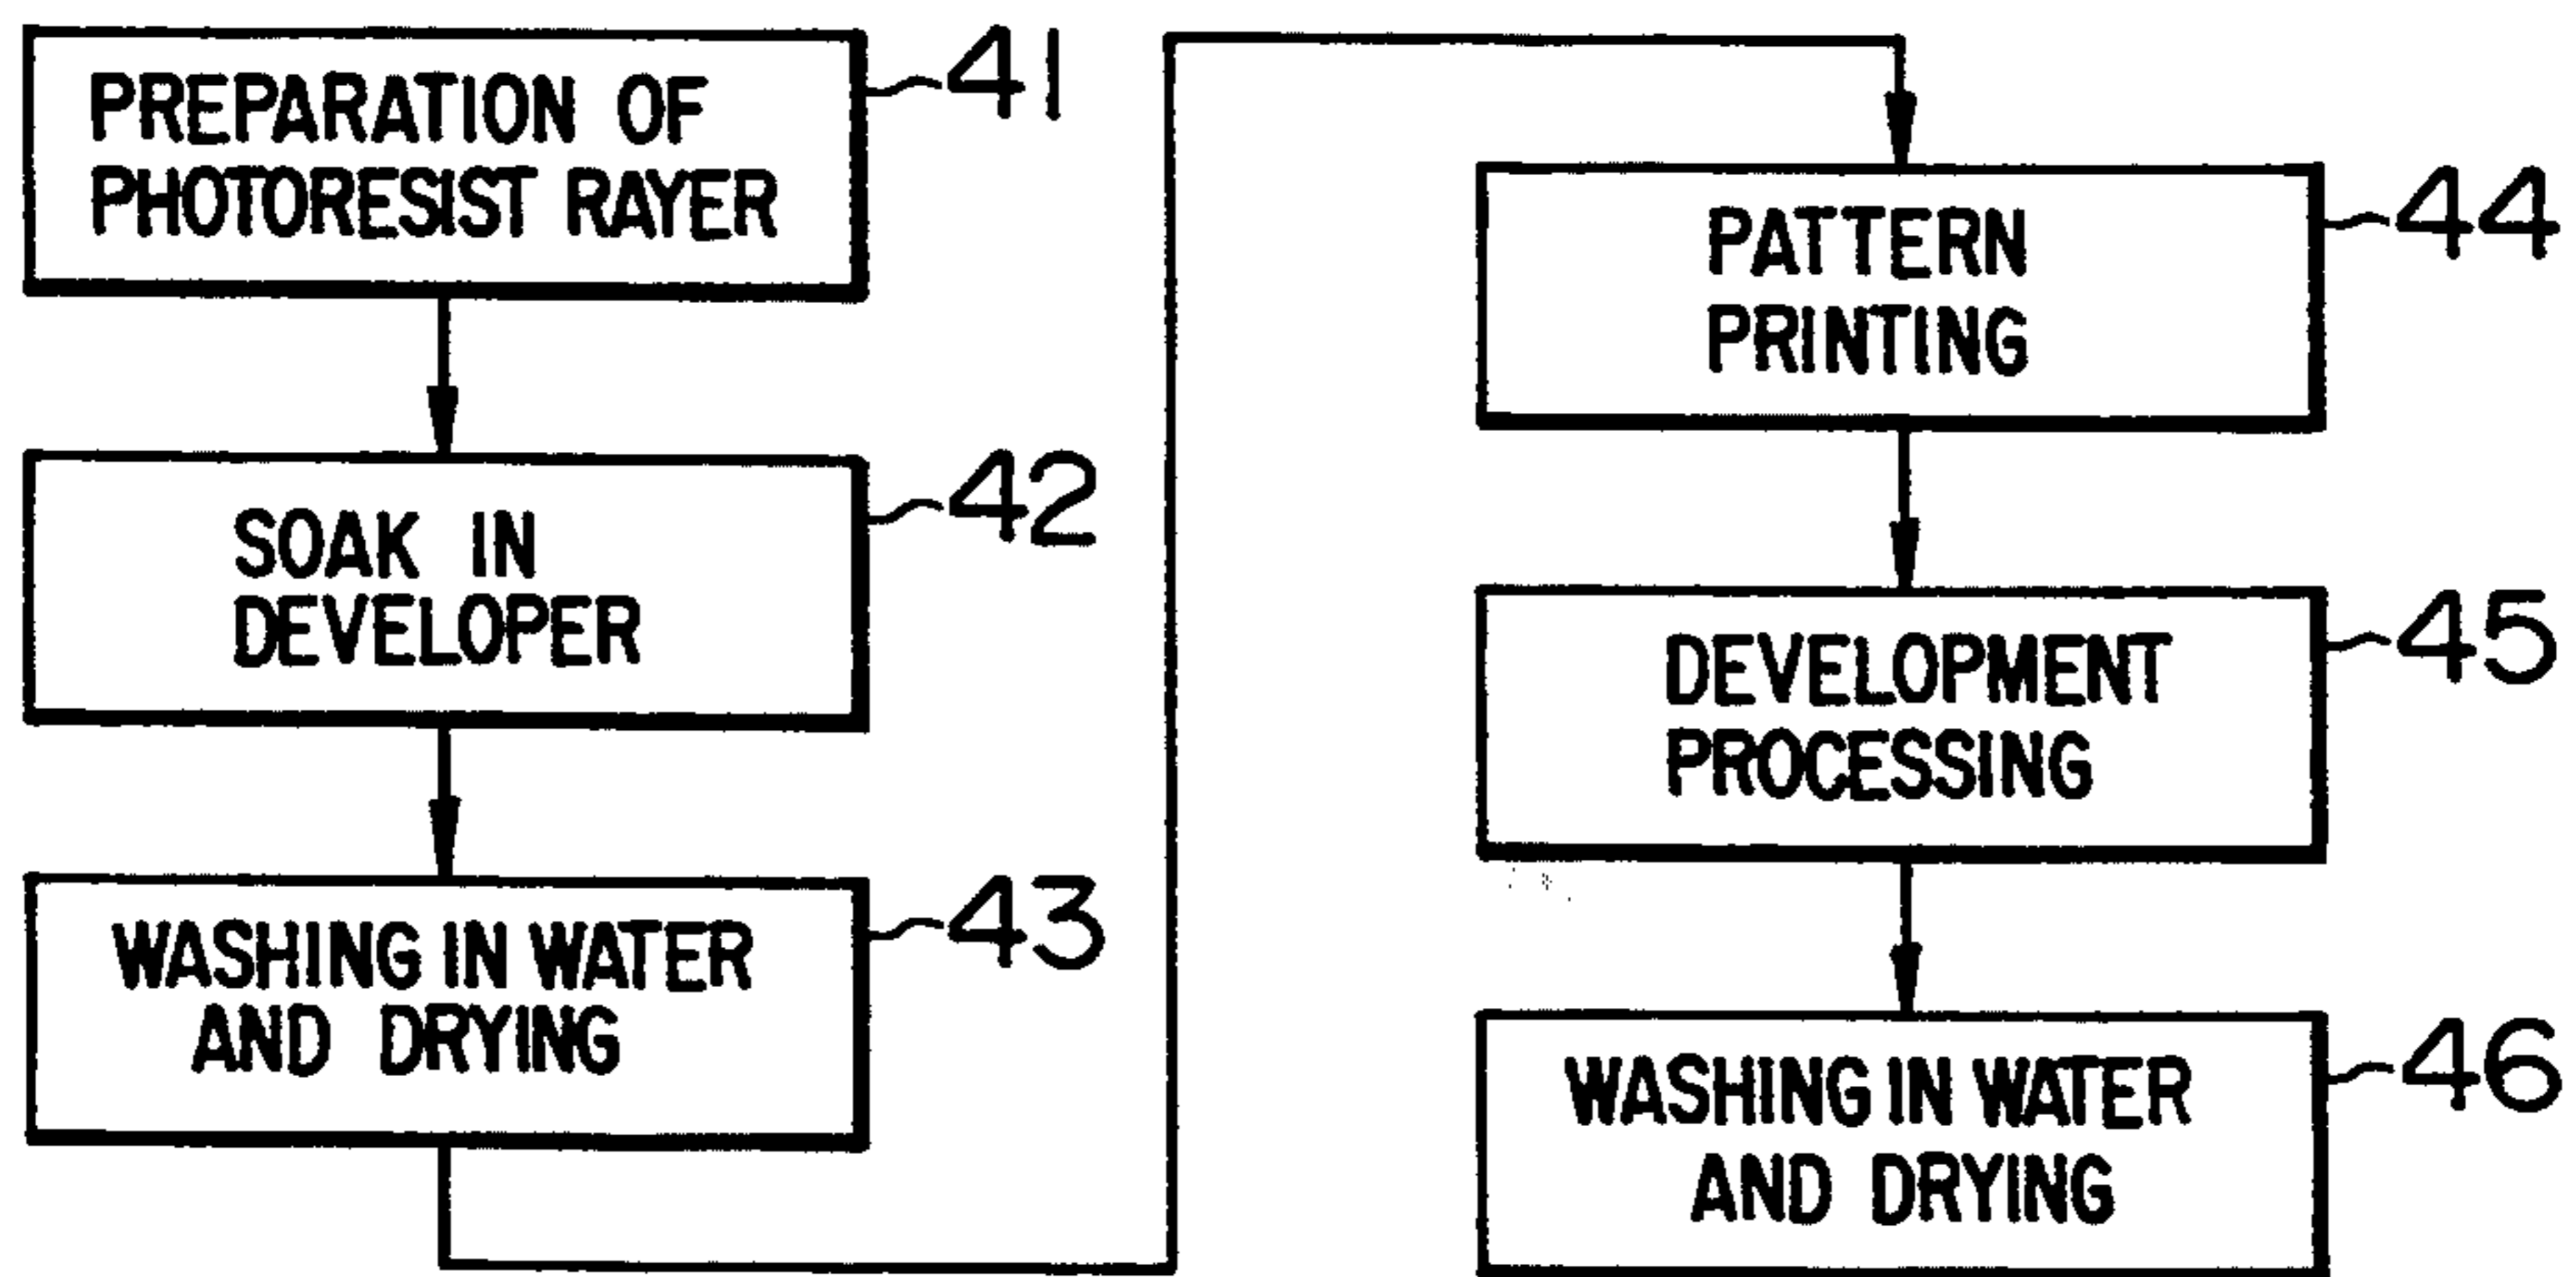 PREPARATION OF
PHOTORESIST RAYER
41
SOAK IN
DEVELOPER
42
WASHING IN WATER
AND DRYING
43
PATTERN
PRINTING
44
DEVELOPMENT
PROCESSING
45
WASHING IN WATER
AND DRYING
46